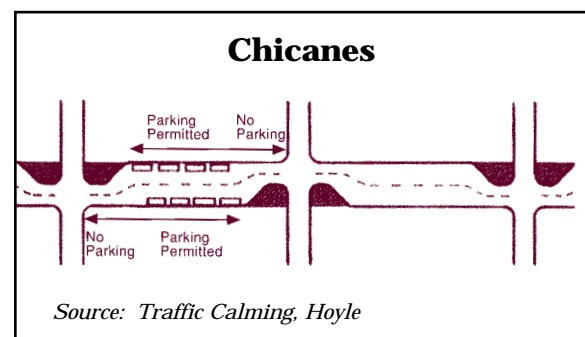 Chicanes
Parking
Permitted
No
Parking
No
Parking
Parking
Permitted
Source: Traffic Calming, Hoyle